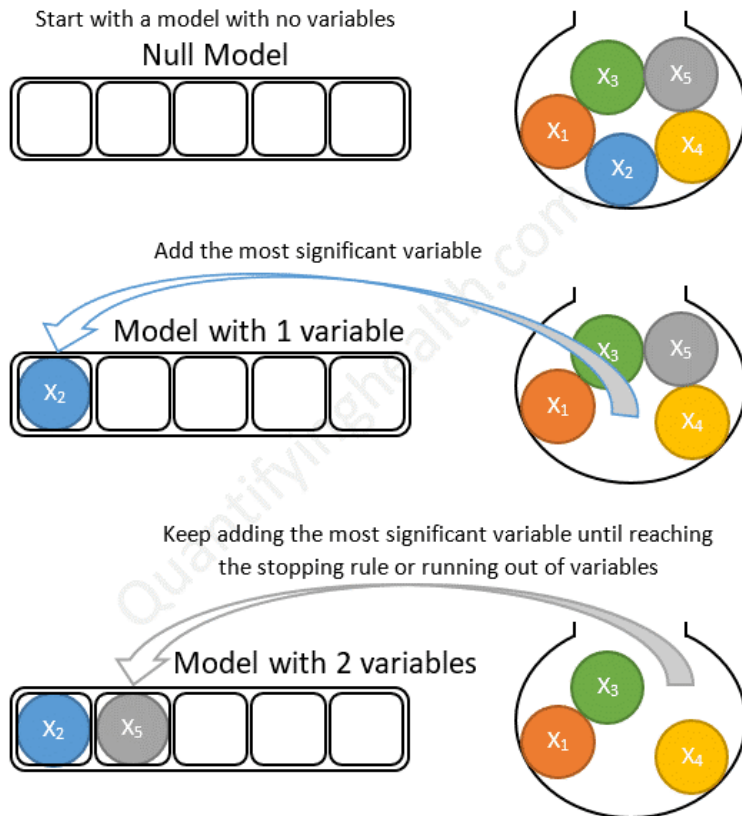 Start with a model with no variables
Null Model
X₃ X₅
X₁ X₄
X₂
Add the most significant variable
Model with 1 variable
X₂
X₃ X₅
X₁ X₄
Keep adding the most significant variable until reaching
the stopping rule or running out of variables
Model with 2 variables
X₂ X₅
X₃
X₁ X₄
Quantifyinghealth.com